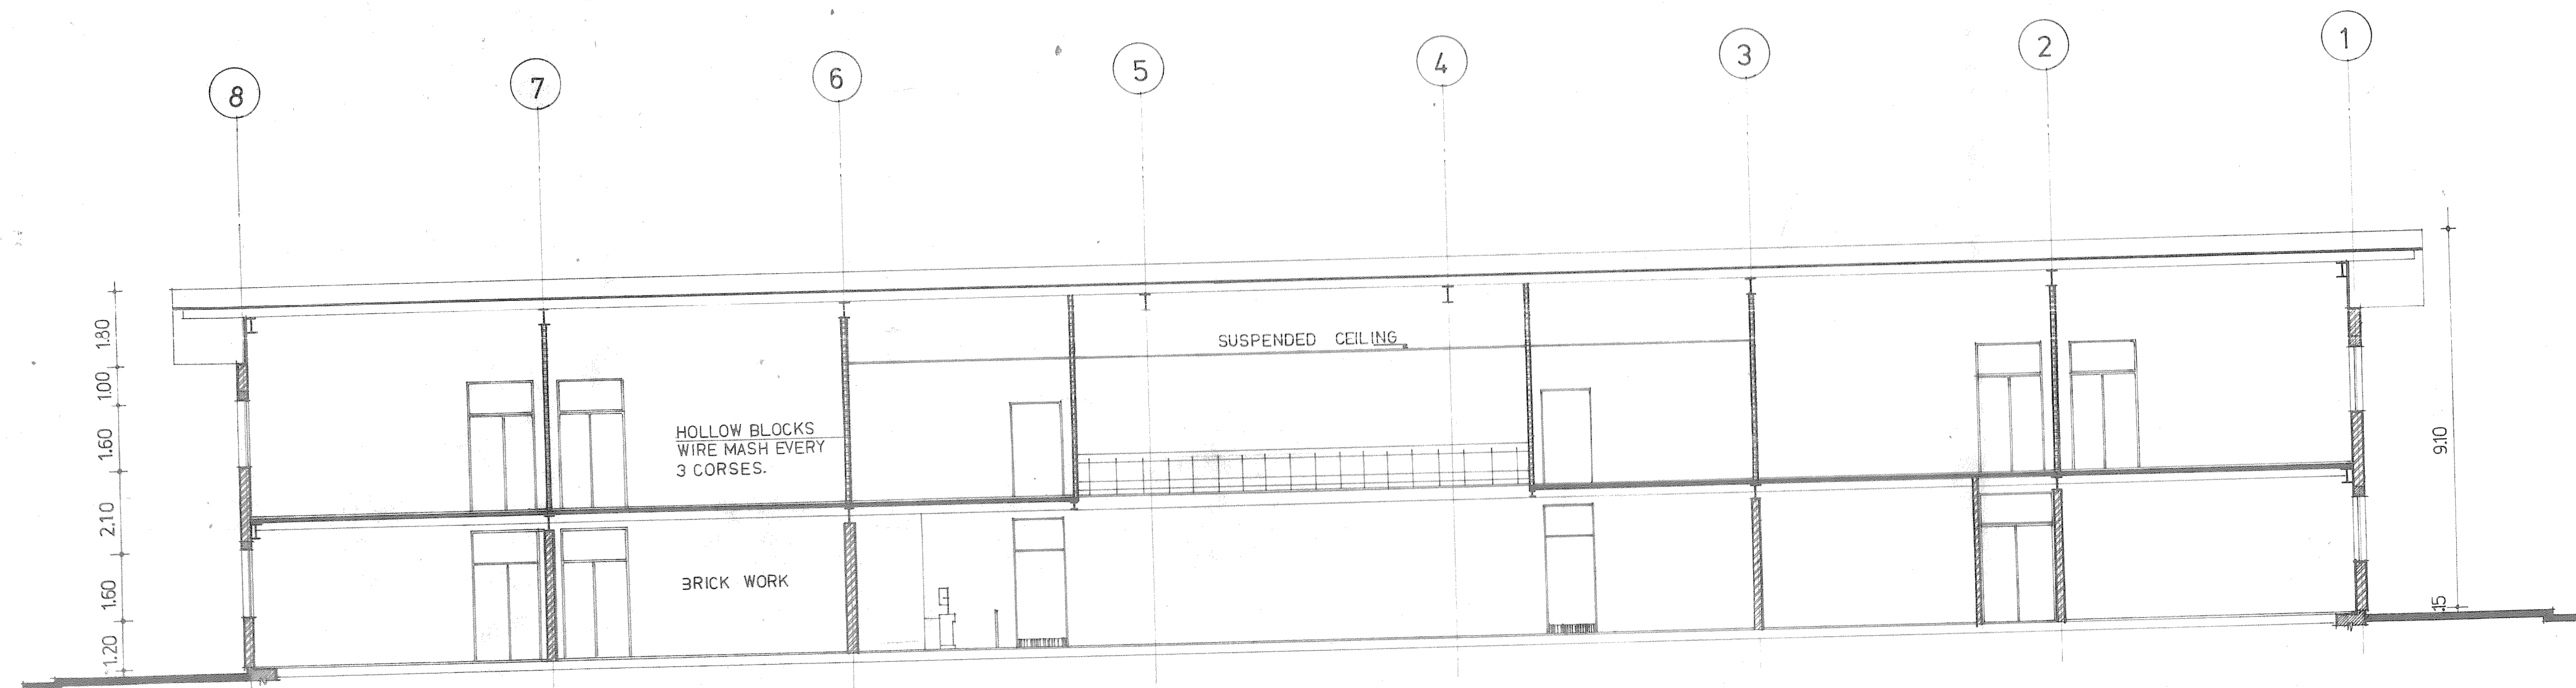 8 7 6 5 4 3 2 1
SUSPENDED CEILING
HOLLOW BLOCKS
WIRE MASH EVERY
3 CORSES.
BRICK WORK
1.80
1.00
1.60
2.10
1.60
1.20
9.10
.15